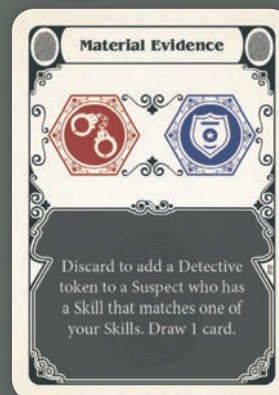 Material Evidence
Discard to add a Detective
token to a Suspect who has
a Skill that matches one of
your Skills. Draw 1 card.